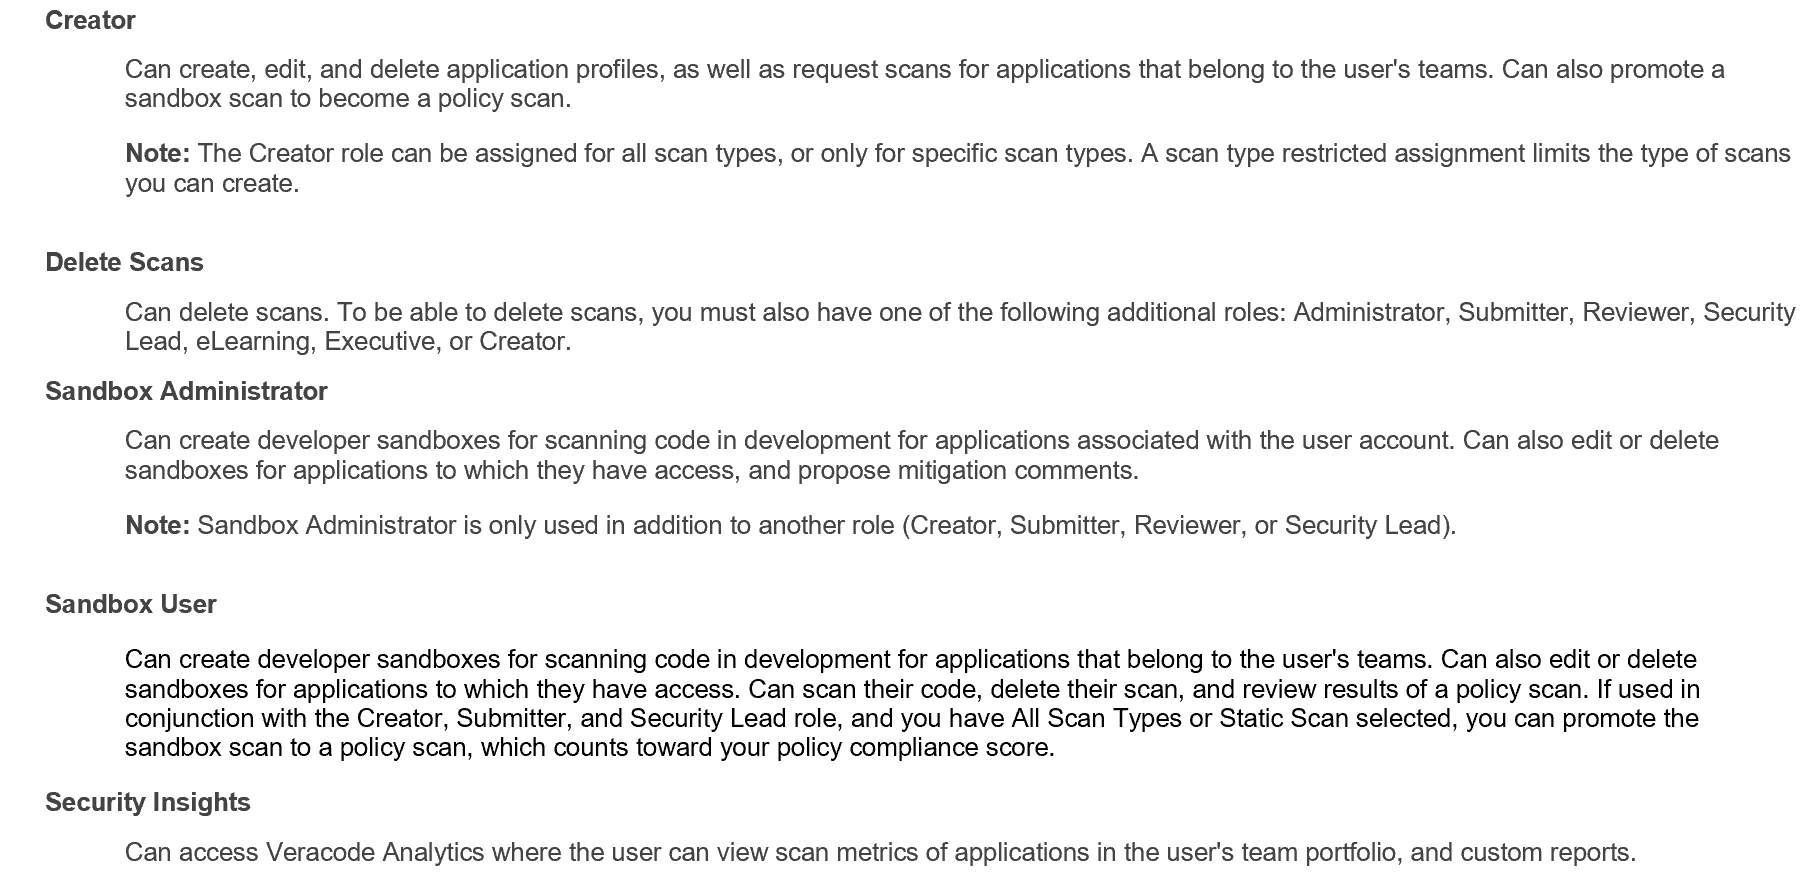 Creator
Can create, edit, and delete application profiles, as well as request scans for applications that belong to the user's teams. Can also promote a
sandbox scan to become a policy scan.
Note: The Creator role can be assigned for all scan types, or only for specific scan types. A scan type restricted assignment limits the type of scans
you can create.
Delete Scans
Can delete scans. To be able to delete scans, you must also have one of the following additional roles: Administrator, Submitter, Reviewer, Security
Lead, eLearning, Executive, or Creator.
Sandbox Administrator
Can create developer sandboxes for scanning code in development for applications associated with the user account. Can also edit or delete
sandboxes for applications to which they have access, and propose mitigation comments.
Note: Sandbox Administrator is only used in addition to another role (Creator, Submitter, Reviewer, or Security Lead).
Sandbox User
Can create developer sandboxes for scanning code in development for applications that belong to the user's teams. Can also edit or delete
sandboxes for applications to which they have access. Can scan their code, delete their scan, and review results of a policy scan. If used in
conjunction with the Creator, Submitter, and Security Lead role, and you have All Scan Types or Static Scan selected, you can promote the
sandbox scan to a policy scan, which counts toward your policy compliance score.
Security Insights
Can access Veracode Analytics where the user can view scan metrics of applications in the user's team portfolio, and custom reports.